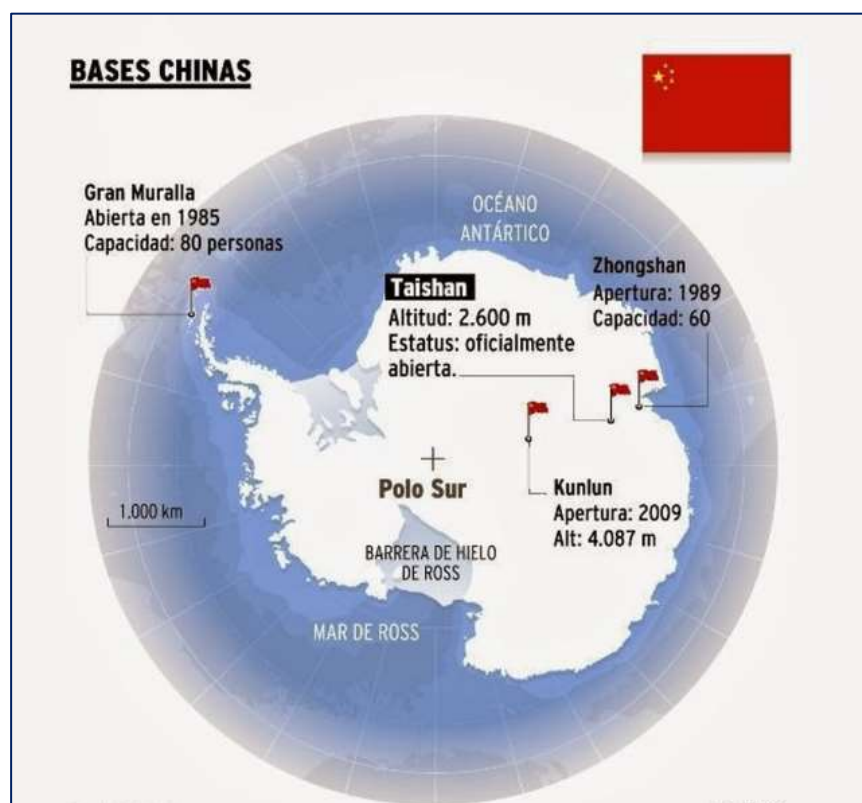 BASES CHINAS
Gran Muralla
Abierta en 1985
Capacidad: 80 personas
OCÉANO
ANTÁRTICO
Zhongshan
Apertura: 1989
Capacidad: 60
Taishan
Altitud: 2.600 m
Estatus: oficialmente
abierta.
Polo Sur
Kunlun
Apertura: 2009
Alt: 4.087 m
1.000 km
BARRERA DE HIELO
DE ROSS
MAR DE ROSS